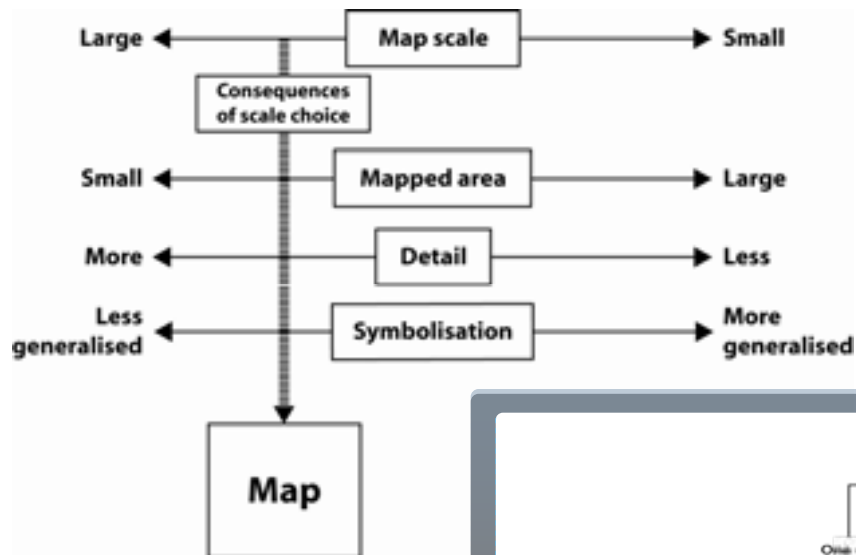 Large Map scale Small
Consequences
of scale choice
Small Mapped area Large
More Detail Less
Less
generalised Symbolisation More
generalised
Map
One